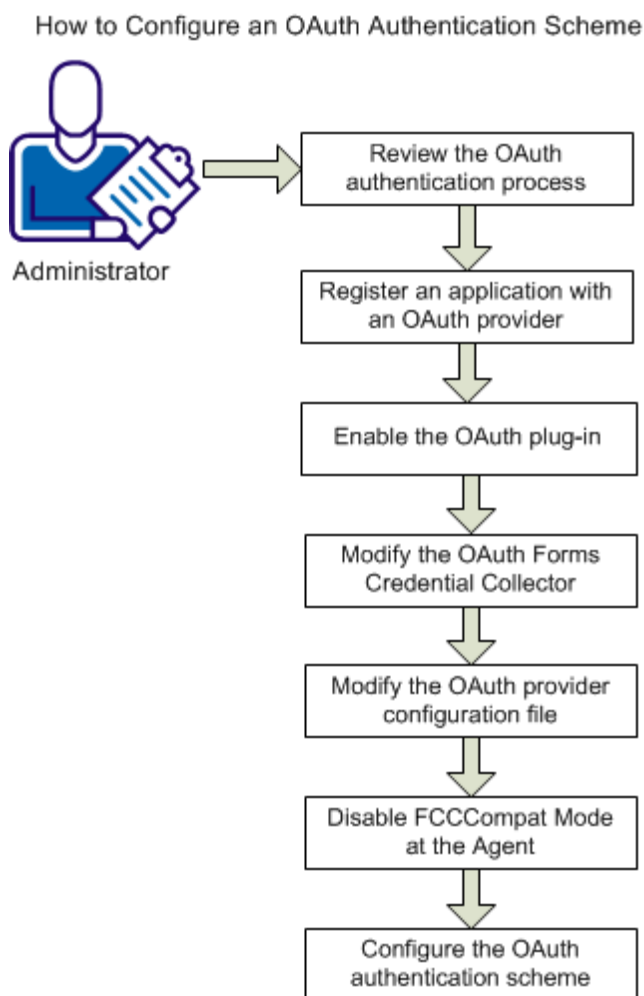 How to Configure an OAuth Authentication Scheme
Administrator
Review the OAuth
authentication process
Register an application with
an OAuth provider
Enable the OAuth plug-in
Modify the OAuth Forms
Credential Collector
Modify the OAuth provider
configuration file
Disable FCCCompat Mode
at the Agent
Configure the OAuth
authentication scheme